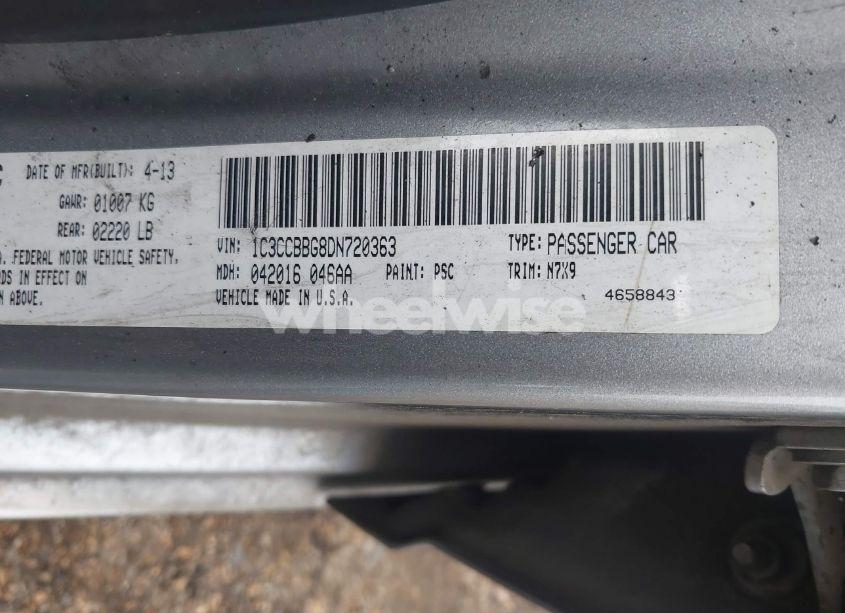 DATE OF MFR(BUILT): 4-13
GAWR: 01007 KG
REAR: 02220 LB
A. FEDERAL MOTOR VEHICLE SAFETY,
DS IN EFFECT ON
N ABOVE.
VIN: 1C3CCBBG8DN720363 TYPE: PASSENGER CAR
MDH: 042016 046AA PAINT: PSC TRIM: N7X9
VEHICLE MADE IN U.S.A. 4658843
wheelwise